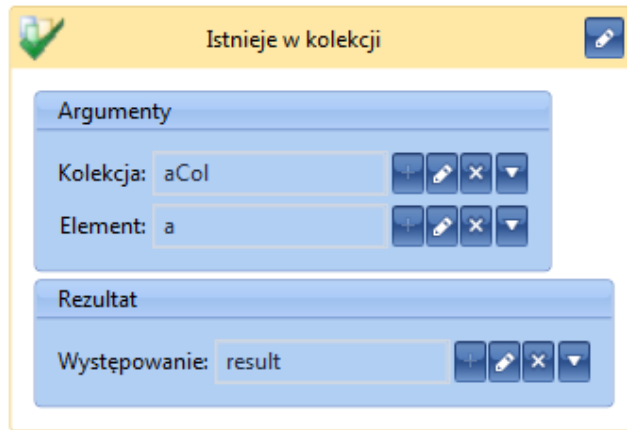 Istnieje w kolekcji
Argumenty
Kolekcja: aCol
Element: a
Rezultat
Występowanie: result